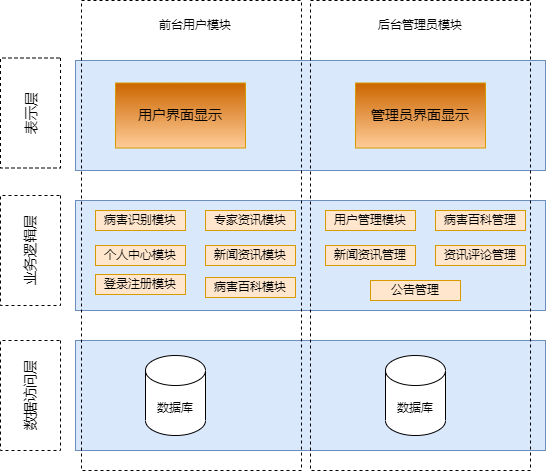 前台用户模块
后台管理员模块
表示层
用户界面显示
管理员界面显示
业务逻辑层
病害识别模块
专家资讯模块
用户管理模块
病害百科管理
个人中心模块
新闻资讯模块
新闻资讯管理
资讯评论管理
登录注册模块
病害百科模块
公告管理
数据访问层
数据库
数据库